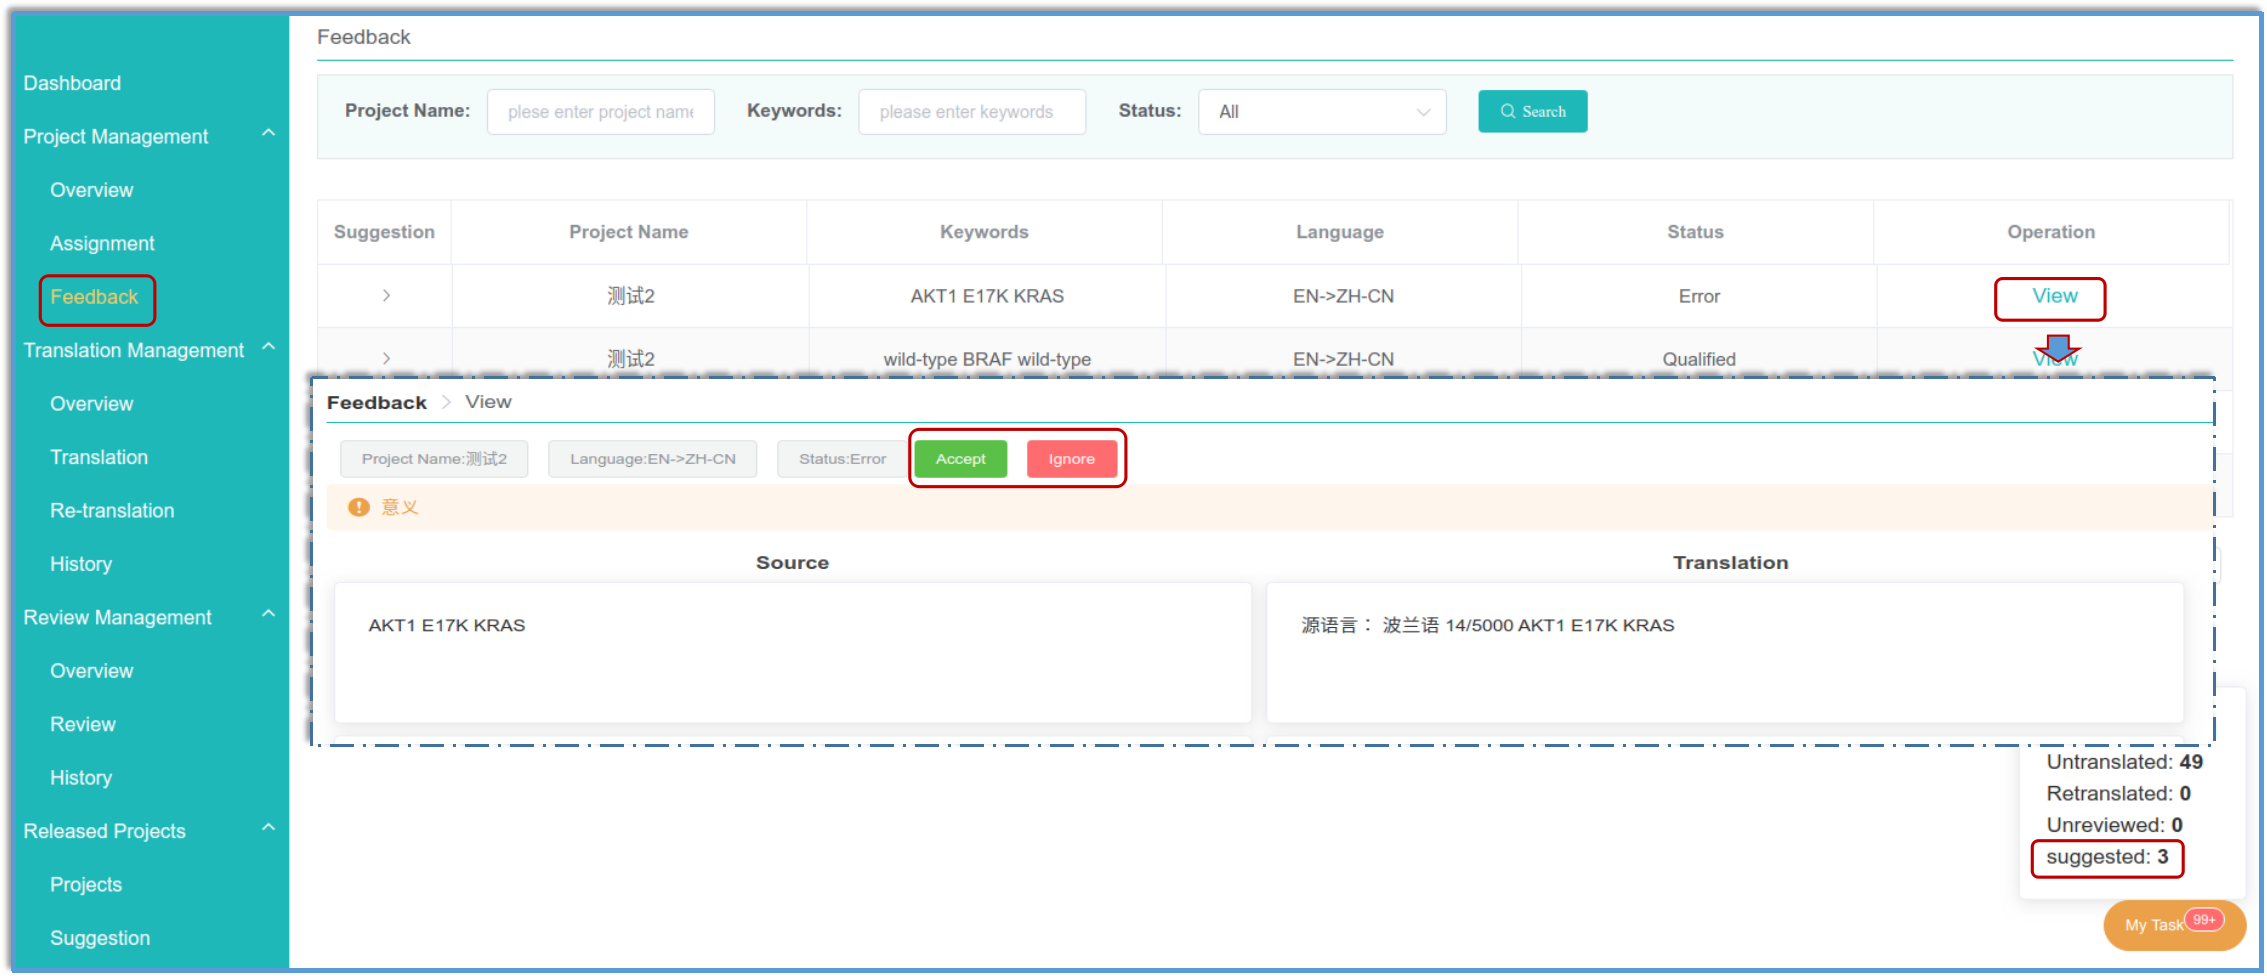 Dashboard
Project Management
Overview
Assignment
Feedback
Translation Management
Overview
Translation
Re-translation
History
Review Management
Overview
Review
History
Released Projects
Projects
Suggestion
Feedback
Project Name: plese enter project name Keywords: please enter keywords Status: All Search
Suggestion Project Name Keywords Language Status Operation
测试2 AKT1 E17K KRAS EN->ZH-CN Error View
测试2 wild-type BRAF wild-type EN->ZH-CN Qualified View
Feedback > View
Project Name:测试2 Language:EN->ZH-CN Status:Error Accept Ignore
意义
Source Translation
AKT1 E17K KRAS 源语言： 波兰语 14/5000 AKT1 E17K KRAS
Untranslated: 49
Retranslated: 0
Unreviewed: 0
suggested: 3
My Task 99+